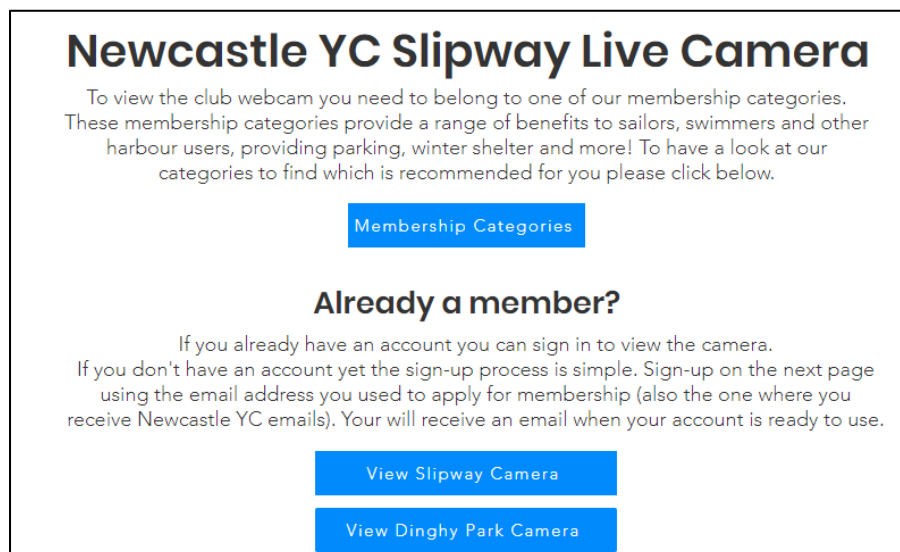 Newcastle YC Slipway Live Camera
To view the club webcam you need to belong to one of our membership categories.
These membership categories provide a range of benefits to sailors, swimmers and other
harbour users, providing parking, winter shelter and more! To have a look at our
categories to find which is recommended for you please click below.
Membership Categories
Already a member?
If you already have an account you can sign in to view the camera.
If you don't have an account yet the sign-up process is simple. Sign-up on the next page
using the email address you used to apply for membership (also the one where you
receive Newcastle YC emails). Your will receive an email when your account is ready to use.
View Slipway Camera
View Dinghy Park Camera